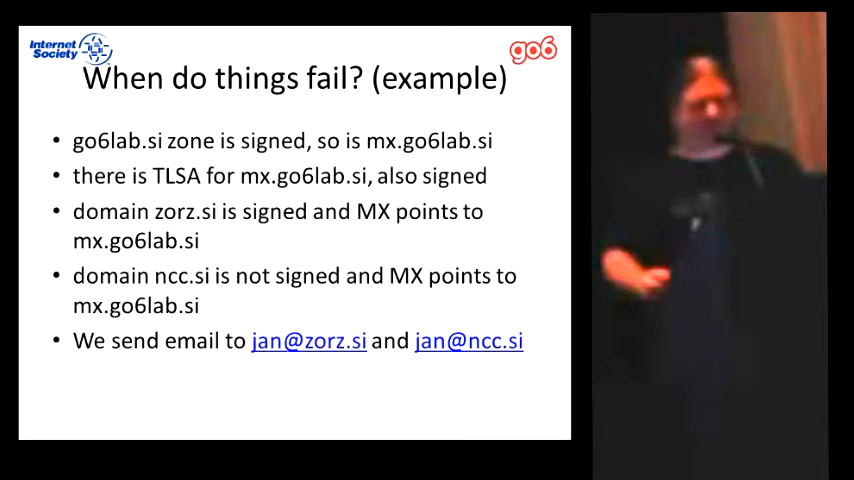 Internet
Society
go6
When do things fail? (example)
• go6lab.si zone is signed, so is mx.go6lab.si
• there is TLSA for mx.go6lab.si, also signed
• domain zorz.si is signed and MX points to
mx.go6lab.si
• domain ncc.si is not signed and MX points to
mx.go6lab.si
• We send email to jan@zorz.si and jan@ncc.si